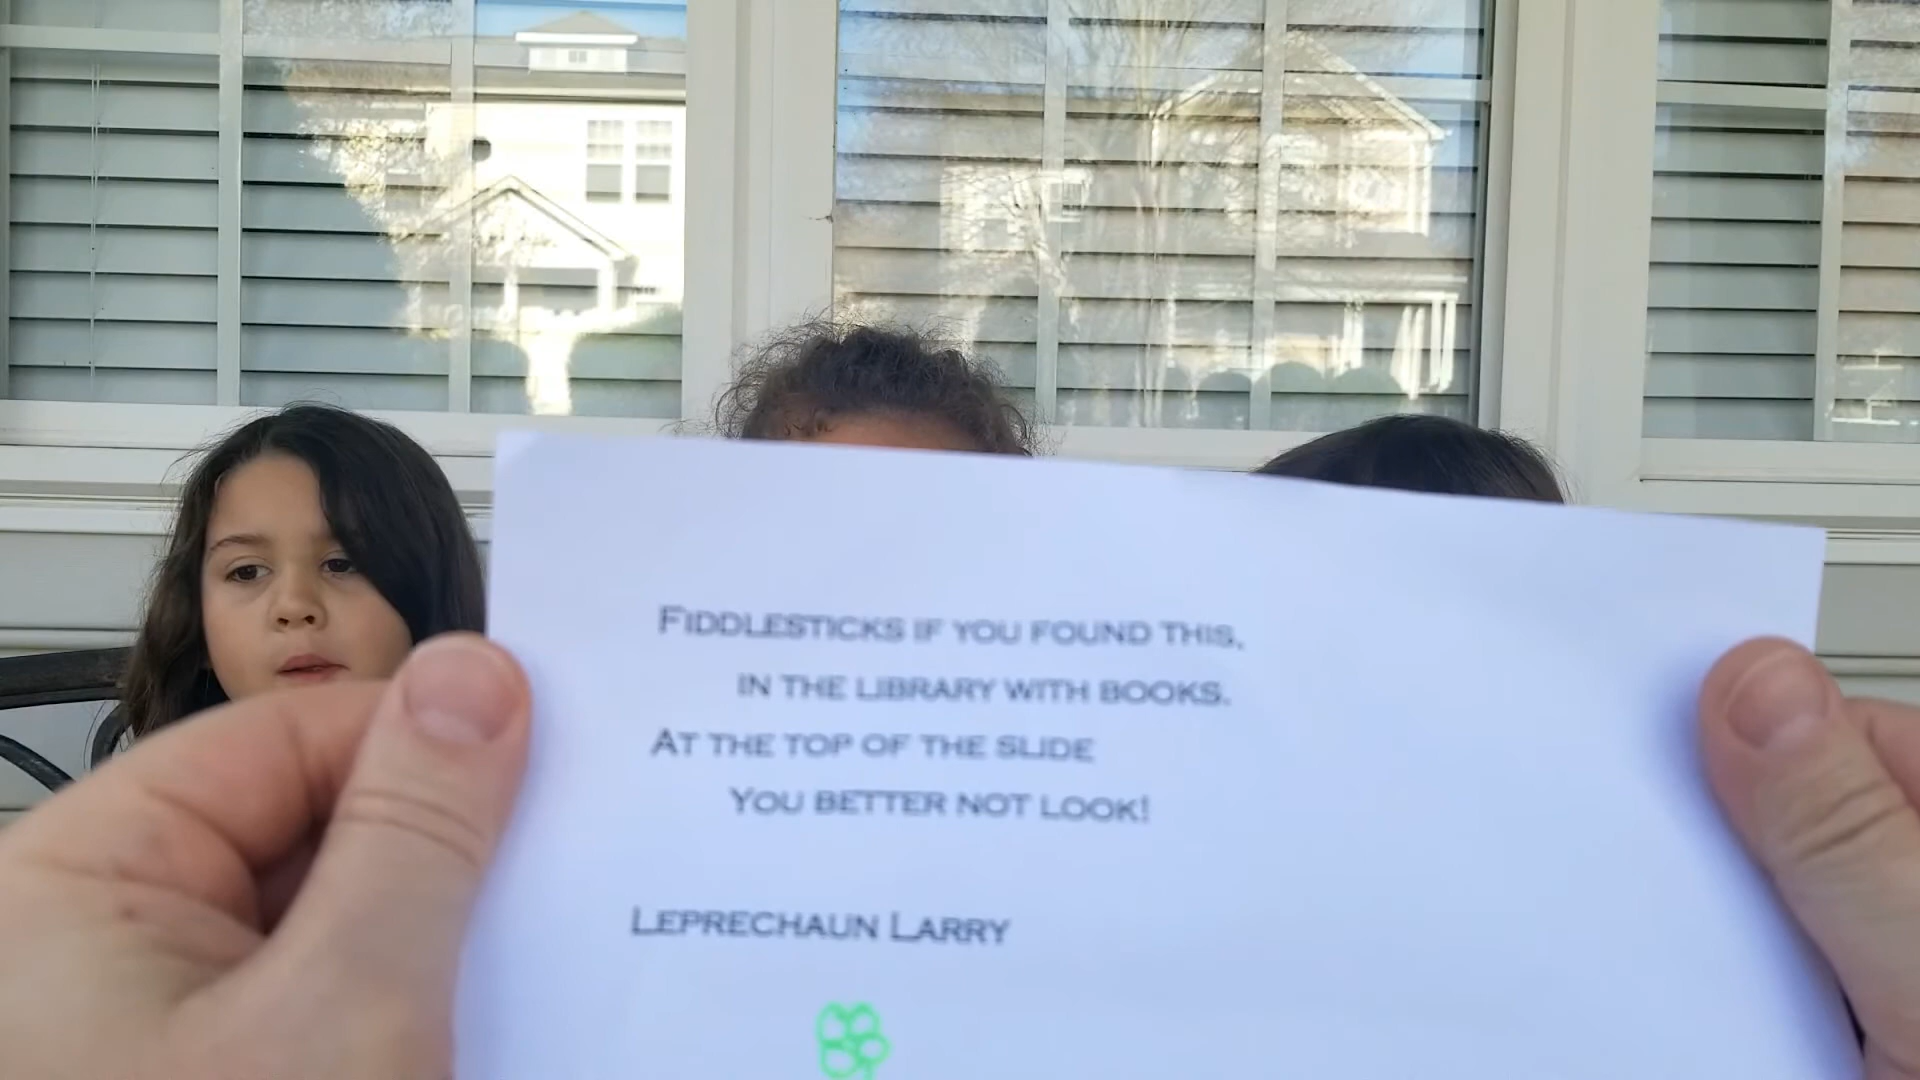 FIDDLESTICKS IF YOU FOUND THIS,
IN THE LIBRARY WITH BOOKS.
AT THE TOP OF THE SLIDE
YOU BETTER NOT LOOK!
LEPRECHAUN LARRY